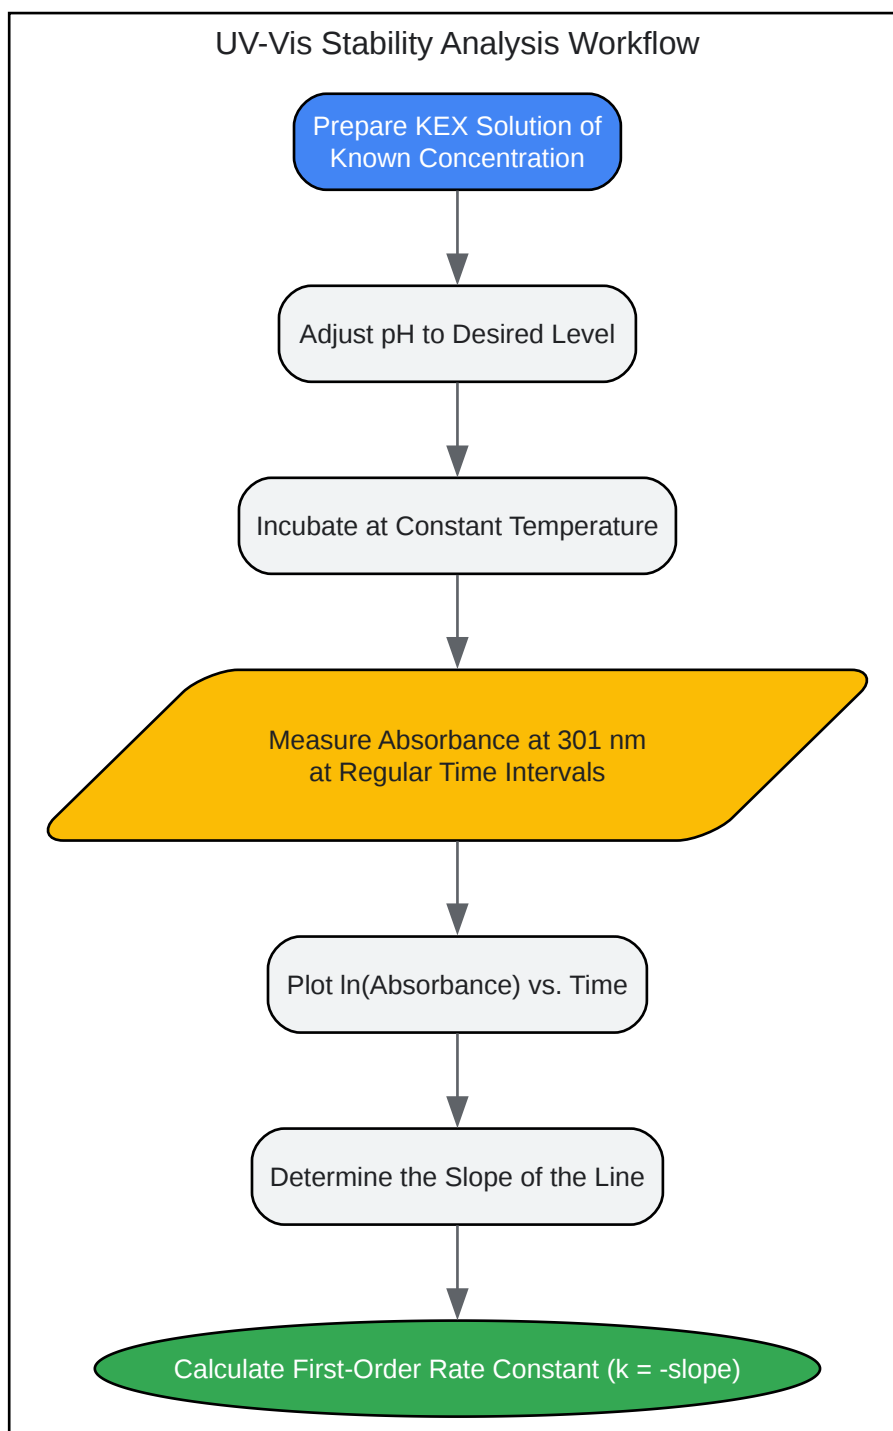 UV-Vis Stability Analysis Workflow
Prepare KEX Solution of
Known Concentration
Adjust pH to Desired Level
Incubate at Constant Temperature
Measure Absorbance at 301 nm
at Regular Time Intervals
Plot ln(Absorbance) vs. Time
Determine the Slope of the Line
Calculate First-Order Rate Constant (k = -slope)